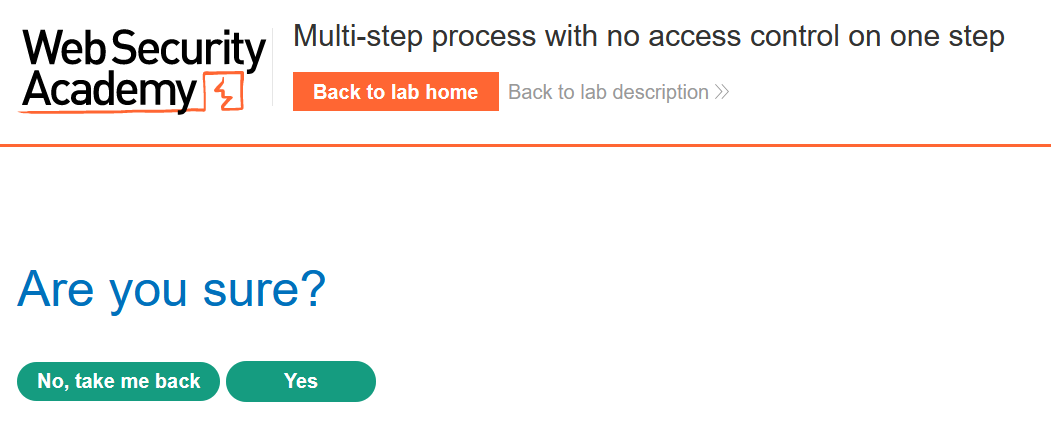 Web Security
Academy
Multi-step process with no access control on one step
Back to lab home
Back to lab description
Are you sure?
No, take me back
Yes